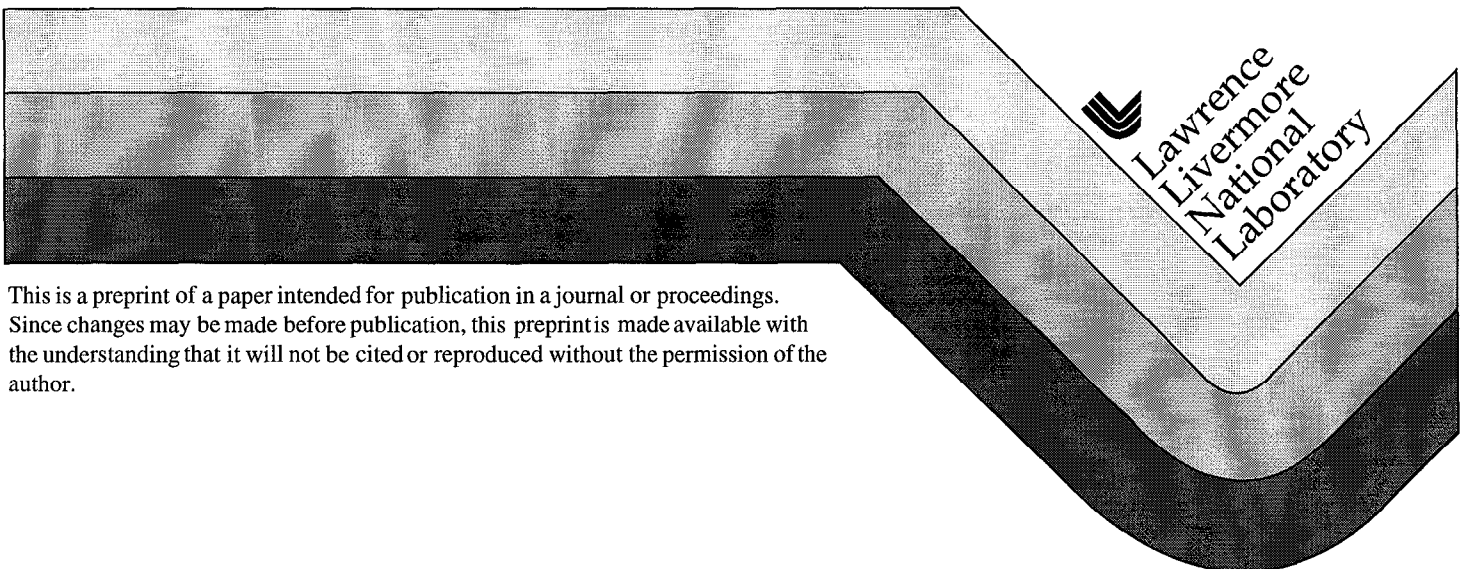 Lawrence
Livermore
National
Laboratory
This is a preprint of a paper intended for publication in a journal or proceedings.
Since changes may be made before publication, this preprint is made available with
the understanding that it will not be cited or reproduced without the permission of the
author.